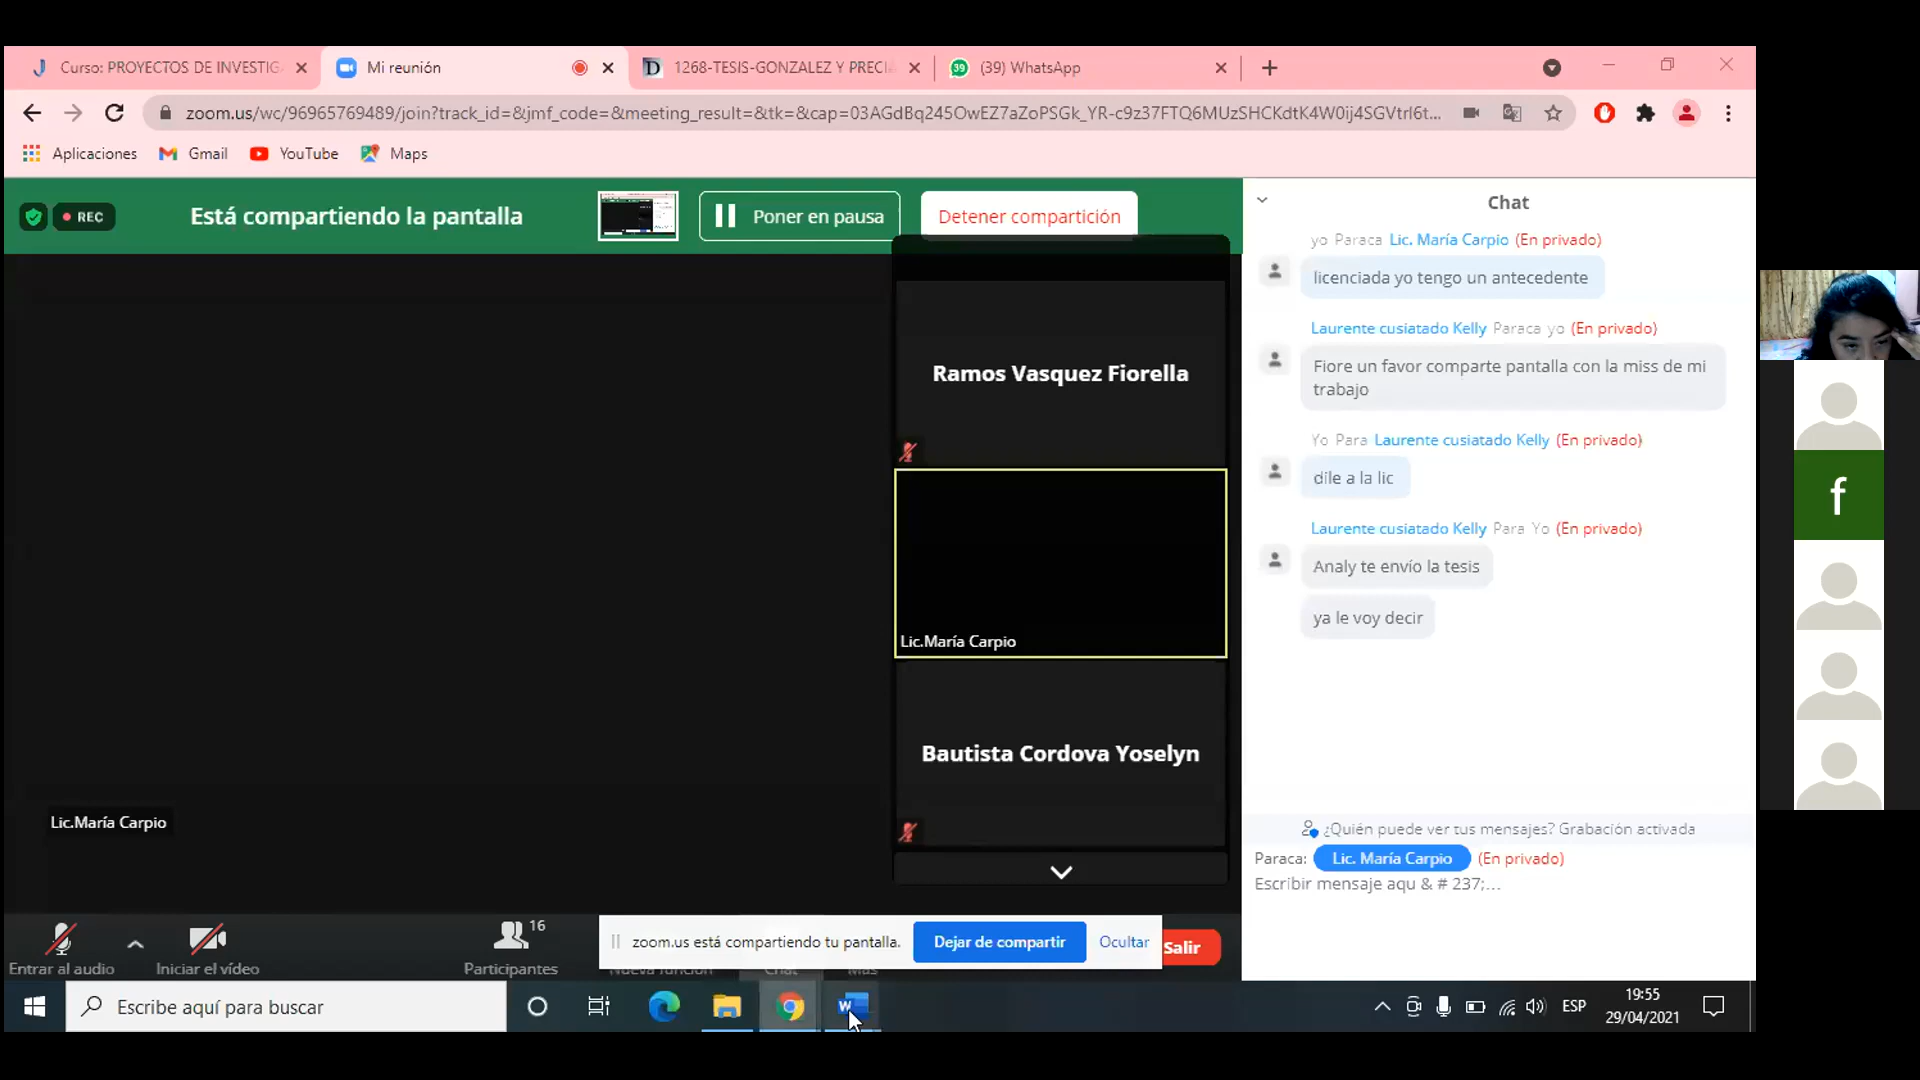 Curso: PROYECTOS DE INVESTIG
Mi reunión
1268-TESIS-GONZALEZ Y PRECIA
(39) WhatsApp
zoom.us/wc/96965769489/join?track_id=&jmf_code=&meeting_result=&tk=&cap=03AGdBq245OwEZ7aZoPSGk_YR-c9z37FTQ6MUzSHCKdtK4W0ij4SGVtrl6t...
Aplicaciones
Gmail
YouTube
Maps
REC
Está compartiendo la pantalla
Poner en pausa
Detener compartición
Chat
yo Paraca Lic. María Carpio (En privado)
licenciada yo tengo un antecedente
Laurente cusiatado Kelly Paraca yo (En privado)
Fiore un favor comparte pantalla con la miss de mi
trabajo
Yo Para Laurente cusiatado Kelly (En privado)
dile a la lic
Laurente cusiatado Kelly Para Yo (En privado)
Analy te envío la tesis
ya le voy decir
Ramos Vasquez Fiorella
Lic.María Carpio
Bautista Cordova Yoselyn
Lic.María Carpio
f
¿Quién puede ver tus mensajes? Grabación activada
Paraca: Lic. María Carpio (En privado)
Escribir mensaje aqu & # 237;...
Entrar al audio
Iniciar el vídeo
16
Participantes
zoom.us está compartiendo tu pantalla.
Dejar de compartir
Ocultar
Salir
Escribe aquí para buscar
ESP
19:55
29/04/2021